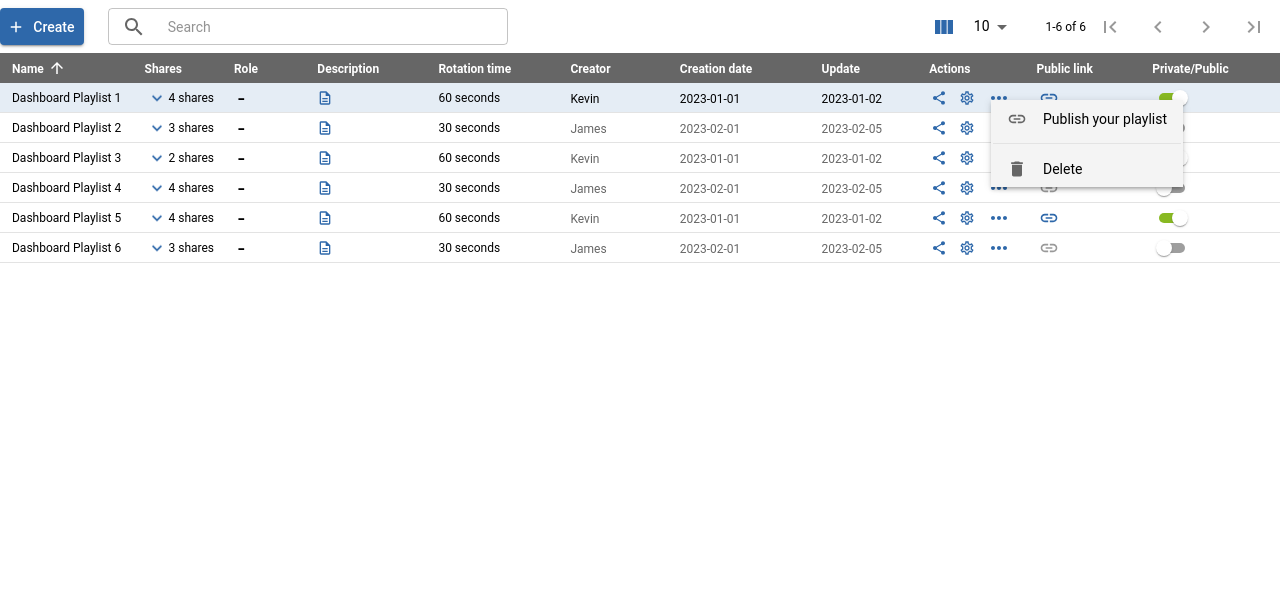 Create
Search
10
1-6 of 6
Name Shares Role Description Rotation time Creator Creation date Update Actions Public link Private/Public
Dashboard Playlist 1 4 shares – 60 seconds Kevin 2023-01-01 2023-01-02
Publish your playlist
Dashboard Playlist 2 3 shares – 30 seconds James 2023-02-01 2023-02-05
Dashboard Playlist 3 2 shares – 60 seconds Kevin 2023-01-01 2023-01-02
Delete
Dashboard Playlist 4 4 shares – 30 seconds James 2023-02-01 2023-02-05
Dashboard Playlist 5 4 shares – 60 seconds Kevin 2023-01-01 2023-01-02
Dashboard Playlist 6 3 shares – 30 seconds James 2023-02-01 2023-02-05